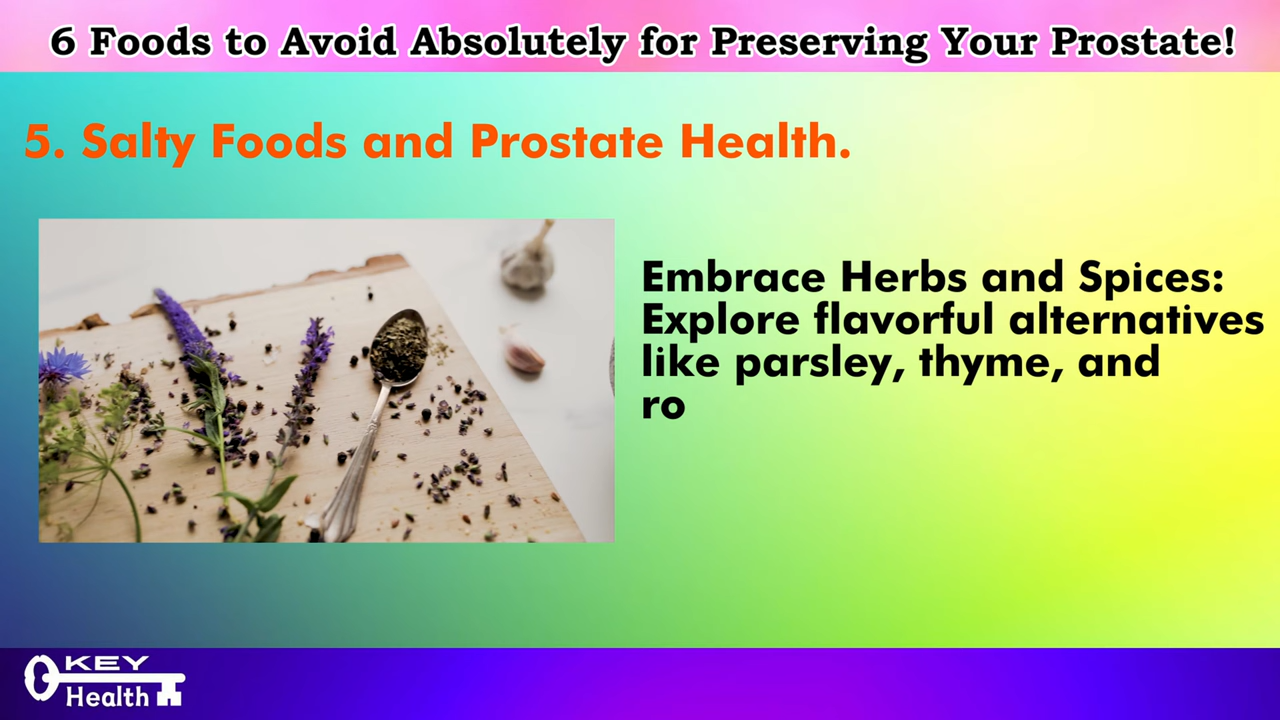 6 Foods to Avoid Absolutely for Preserving Your Prostate!
5. Salty Foods and Prostate Health.
Embrace Herbs and Spices:
Explore flavorful alternatives
like parsley, thyme, and
ro
KEY
Health